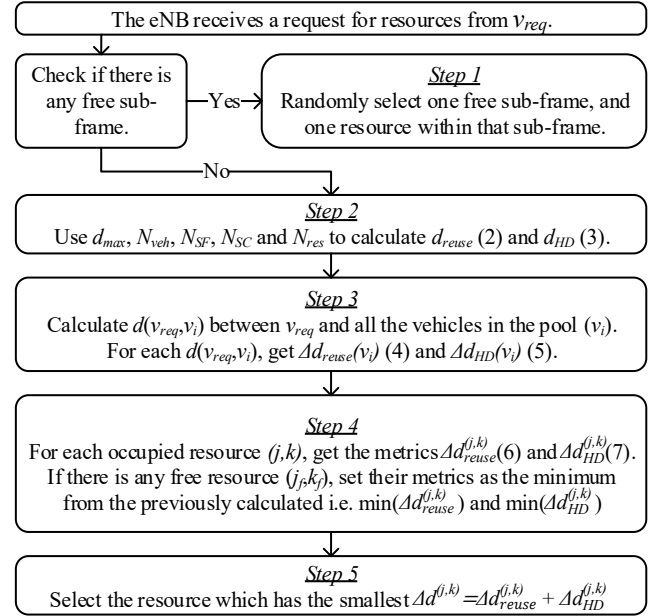 The eNB receives a request for resources from v_req.
Check if there is
any free sub-
frame.
Yes
Step 1
Randomly select one free sub-frame, and
one resource within that sub-frame.
No
Step 2
Use d_max, N_veh, N_SF, N_SC and N_res to calculate d_reuse (2) and d_HD (3).
Step 3
Calculate d(v_req,v_i) between v_req and all the vehicles in the pool (v_i).
For each d(v_req,v_i), get Δd_reuse(v_i) (4) and Δd_HD(v_i) (5).
Step 4
For each occupied resource (j,k), get the metrics Δd_reuse^(j,k)(6) and Δd_HD^(j,k)(7).
If there is any free resource (j_f,k_f), set their metrics as the minimum
from the previously calculated i.e. min(Δd_reuse^(j,k)) and min(Δd_HD^(j,k))
Step 5
Select the resource which has the smallest Δd^(j,k)=Δd_reuse^(j,k) + Δd_HD^(j,k)